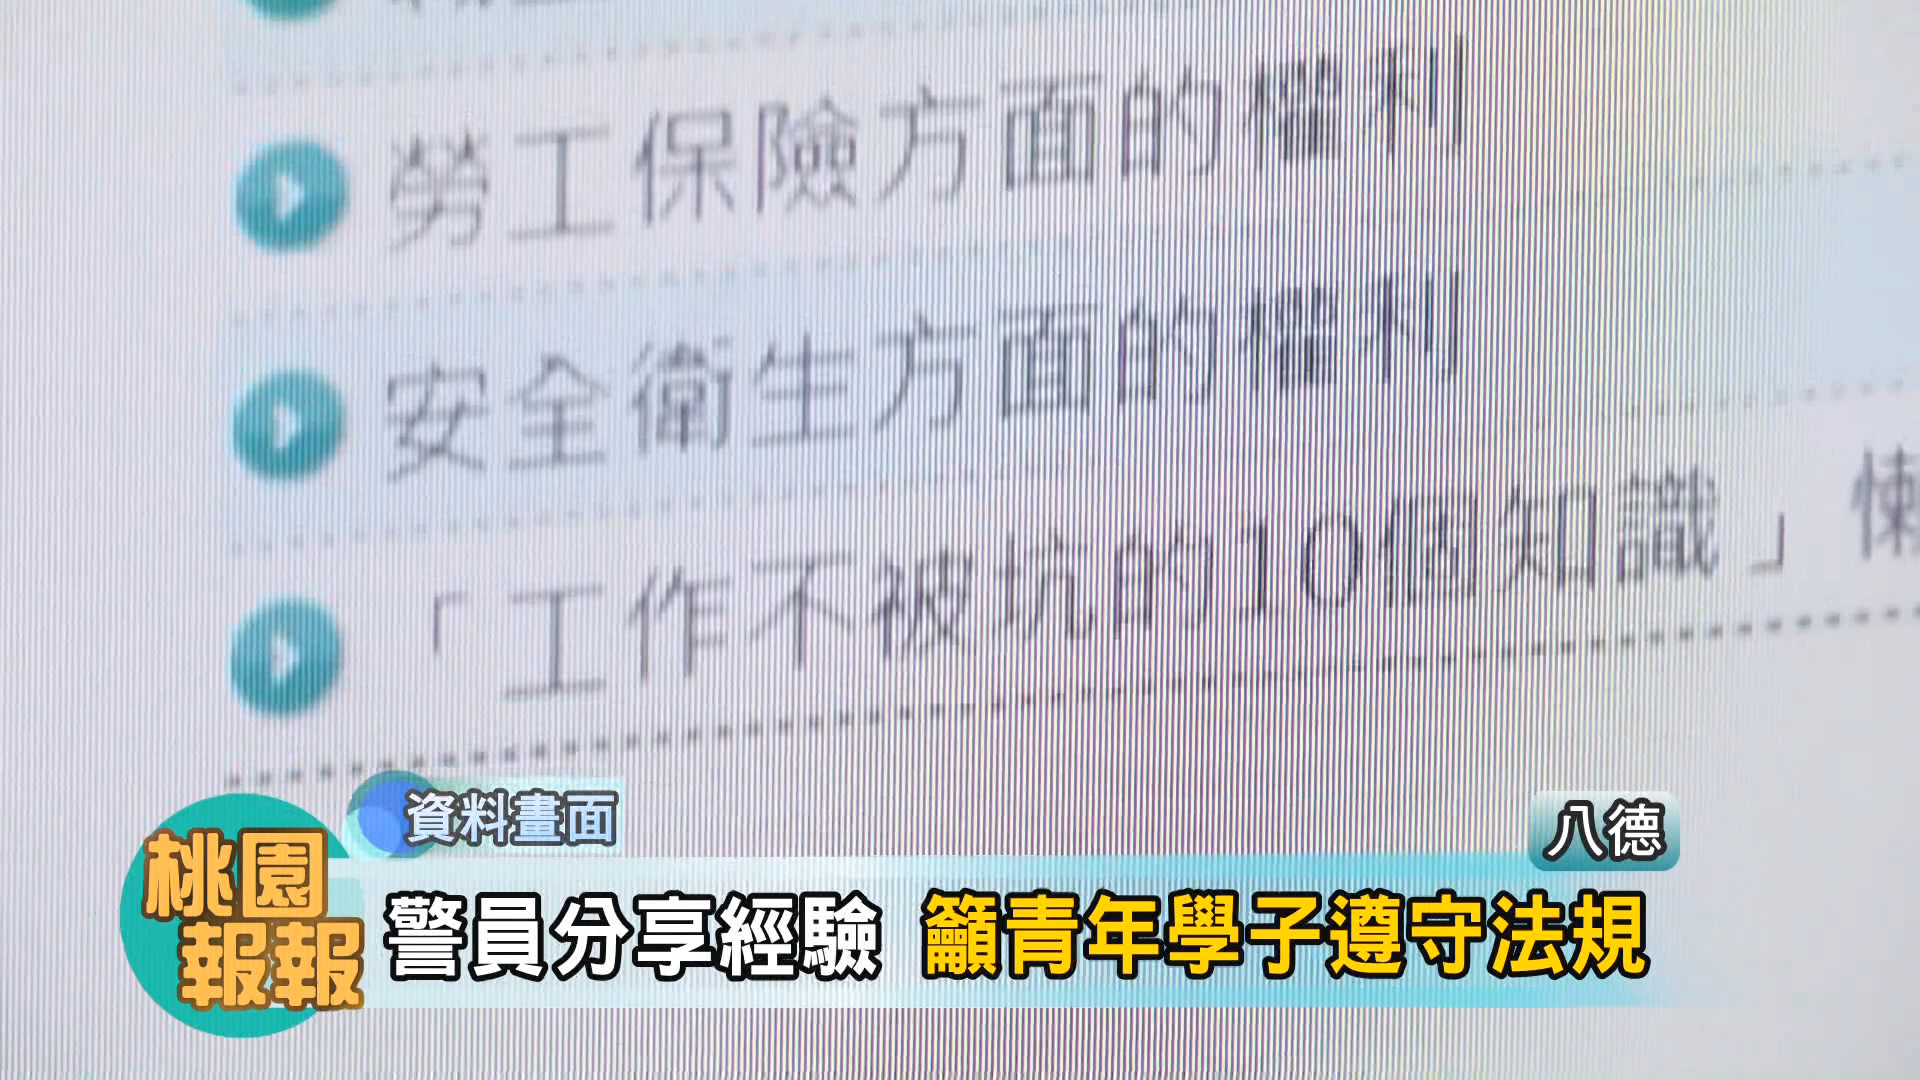 勞工保險方面的權利
安全衛生方面的權利
「工作不被坑的10個知識」懶
資料畫面
八德
桃園
報報
警員分享經驗 籲青年學子遵守法規